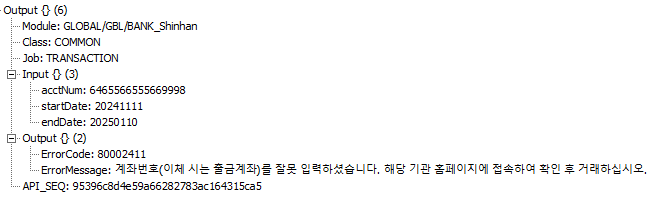 Output {} (6)
Module: GLOBAL/GBL/BANK_Shinhan
Class: COMMON
Job: TRANSACTION
Input {} (3)
acctNum: 6465566555669998
startDate: 20241111
endDate: 20250110
Output {} (2)
ErrorCode: 80002411
ErrorMessage: 계좌번호(이체 시는 출금계좌)를 잘못 입력하셨습니다. 해당 기관 홈페이지에 접속하여 확인 후 거래하십시오.
API_SEQ: 95396c8d4e59a66282783ac164315ca5